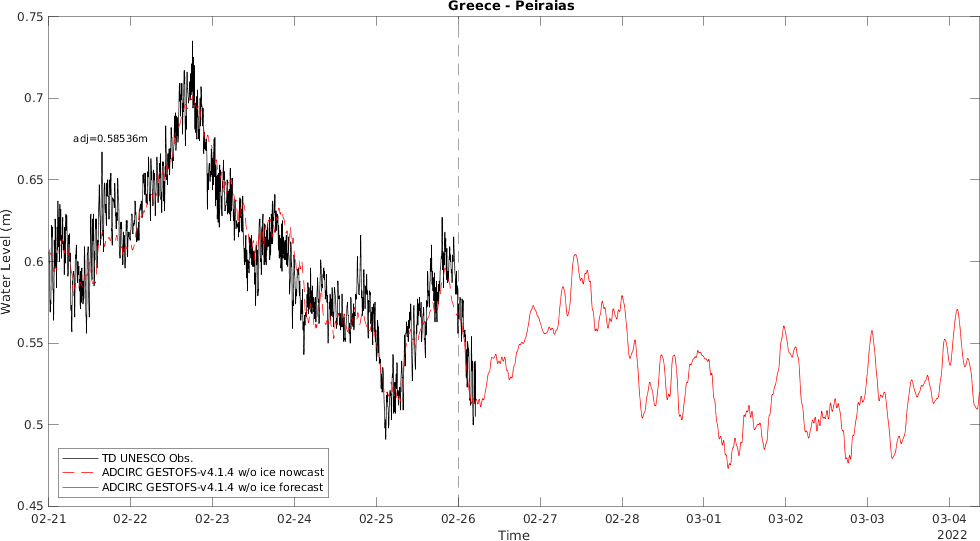 Greece - Peiraias
0.75
0.7
0.65
0.6
0.55
0.5
0.45
Water Level (m)
adj=0.58536m
TD UNESCO Obs.
ADCIRC GESTOFS-v4.1.4 w/o ice nowcast
ADCIRC GESTOFS-v4.1.4 w/o ice forecast
02-21 02-22 02-23 02-24 02-25 02-26 02-27 02-28 03-01 03-02 03-03 03-04
Time
2022